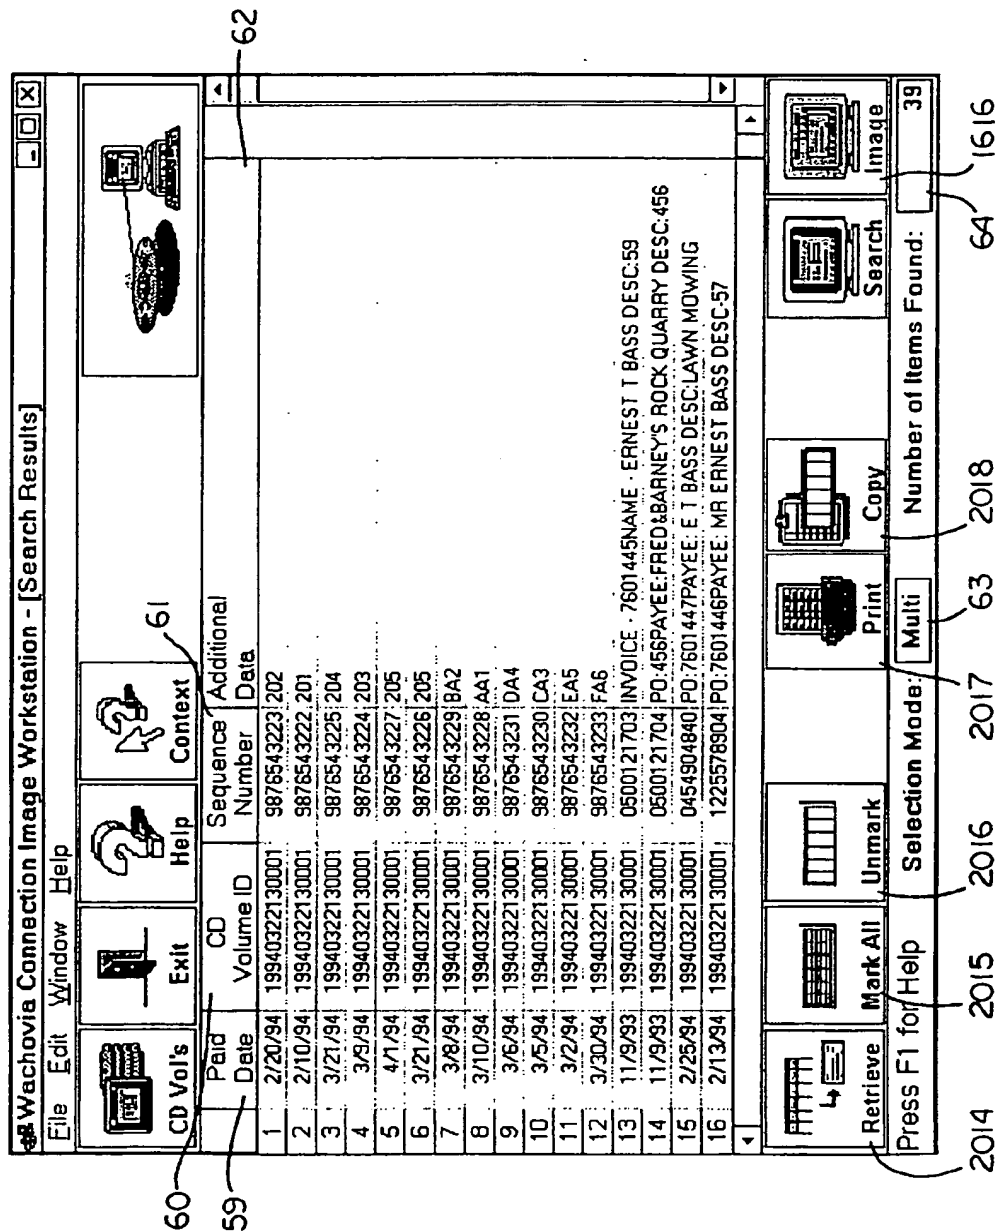 Wachovia Connection Image Workstation - [Search Results]
File Edit Window Help
CD Vol's Exit Help Context
Paid Date CD Volume ID Sequence Number Additional Data
1 2/20/94 19940322130001 9876543223 202
2 2/10/94 19940322130001 9876543222 201
3 3/21/94 19940322130001 9876543225 204
4 3/9/94 19940322130001 9876543224 203
5 4/1/94 19940322130001 9876543227 205
6 3/21/94 19940322130001 9876543226 205
7 3/8/94 19940322130001 9876543229 BA2
8 3/10/94 19940322130001 9876543228 AA1
9 3/6/94 19940322130001 9876543231 DA4
10 3/5/94 19940322130001 9876543230 CA3
11 3/2/94 19940322130001 9876543232 EA5
12 3/30/94 19940322130001 9876543233 FA6
13 11/9/93 19940322130001 0500121703 INVOICE - 7601445NAME - ERNEST T BASS DESC:59
14 11/9/93 19940322130001 0500121704 PO:456PAYEE:FRED&BARNEY'S ROCK QUARRY DESC:456
15 2/25/94 19940322130001 0454904840 PO:7601447PAYEE: E T BASS DESC:LAWN MOWING
16 2/13/94 19940322130001 1225578904 PO:7601446PAYEE: MR ERNEST BASS DESC-57
Retrieve Mark All Unmark Print Copy Search Image
Press F1 for Help Selection Mode: Multi Number of Items Found: 39
59
60
61
62
2014 2015 2016 2017 63 2018 64 1616